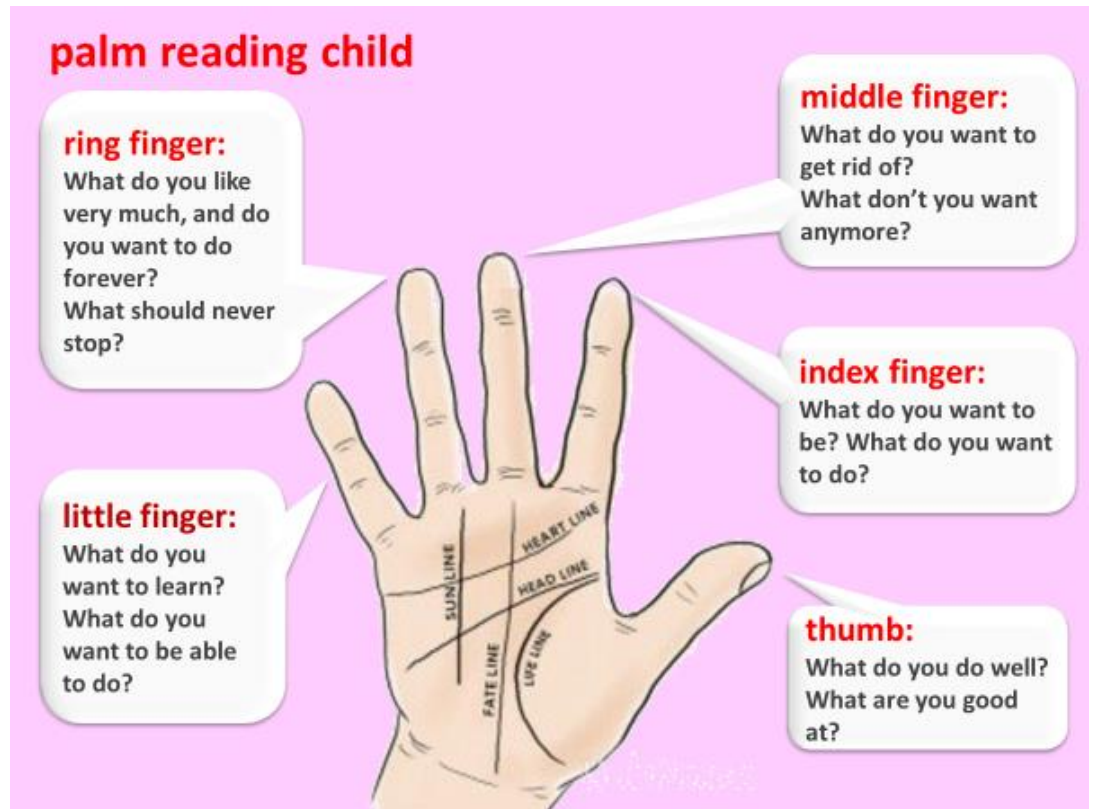 palm reading child
ring finger:
What do you like
very much, and do
you want to do
forever?
What should never
stop?
middle finger:
What do you want to
get rid of?
What don't you want
anymore?
index finger:
What do you want to
be? What do you want
to do?
little finger:
What do you
want to learn?
What do you
want to be able
to do?
thumb:
What do you do well?
What are you good
at?
HEART LINE
SUN LINE
HEAD LINE
LIFE LINE
FATE LINE